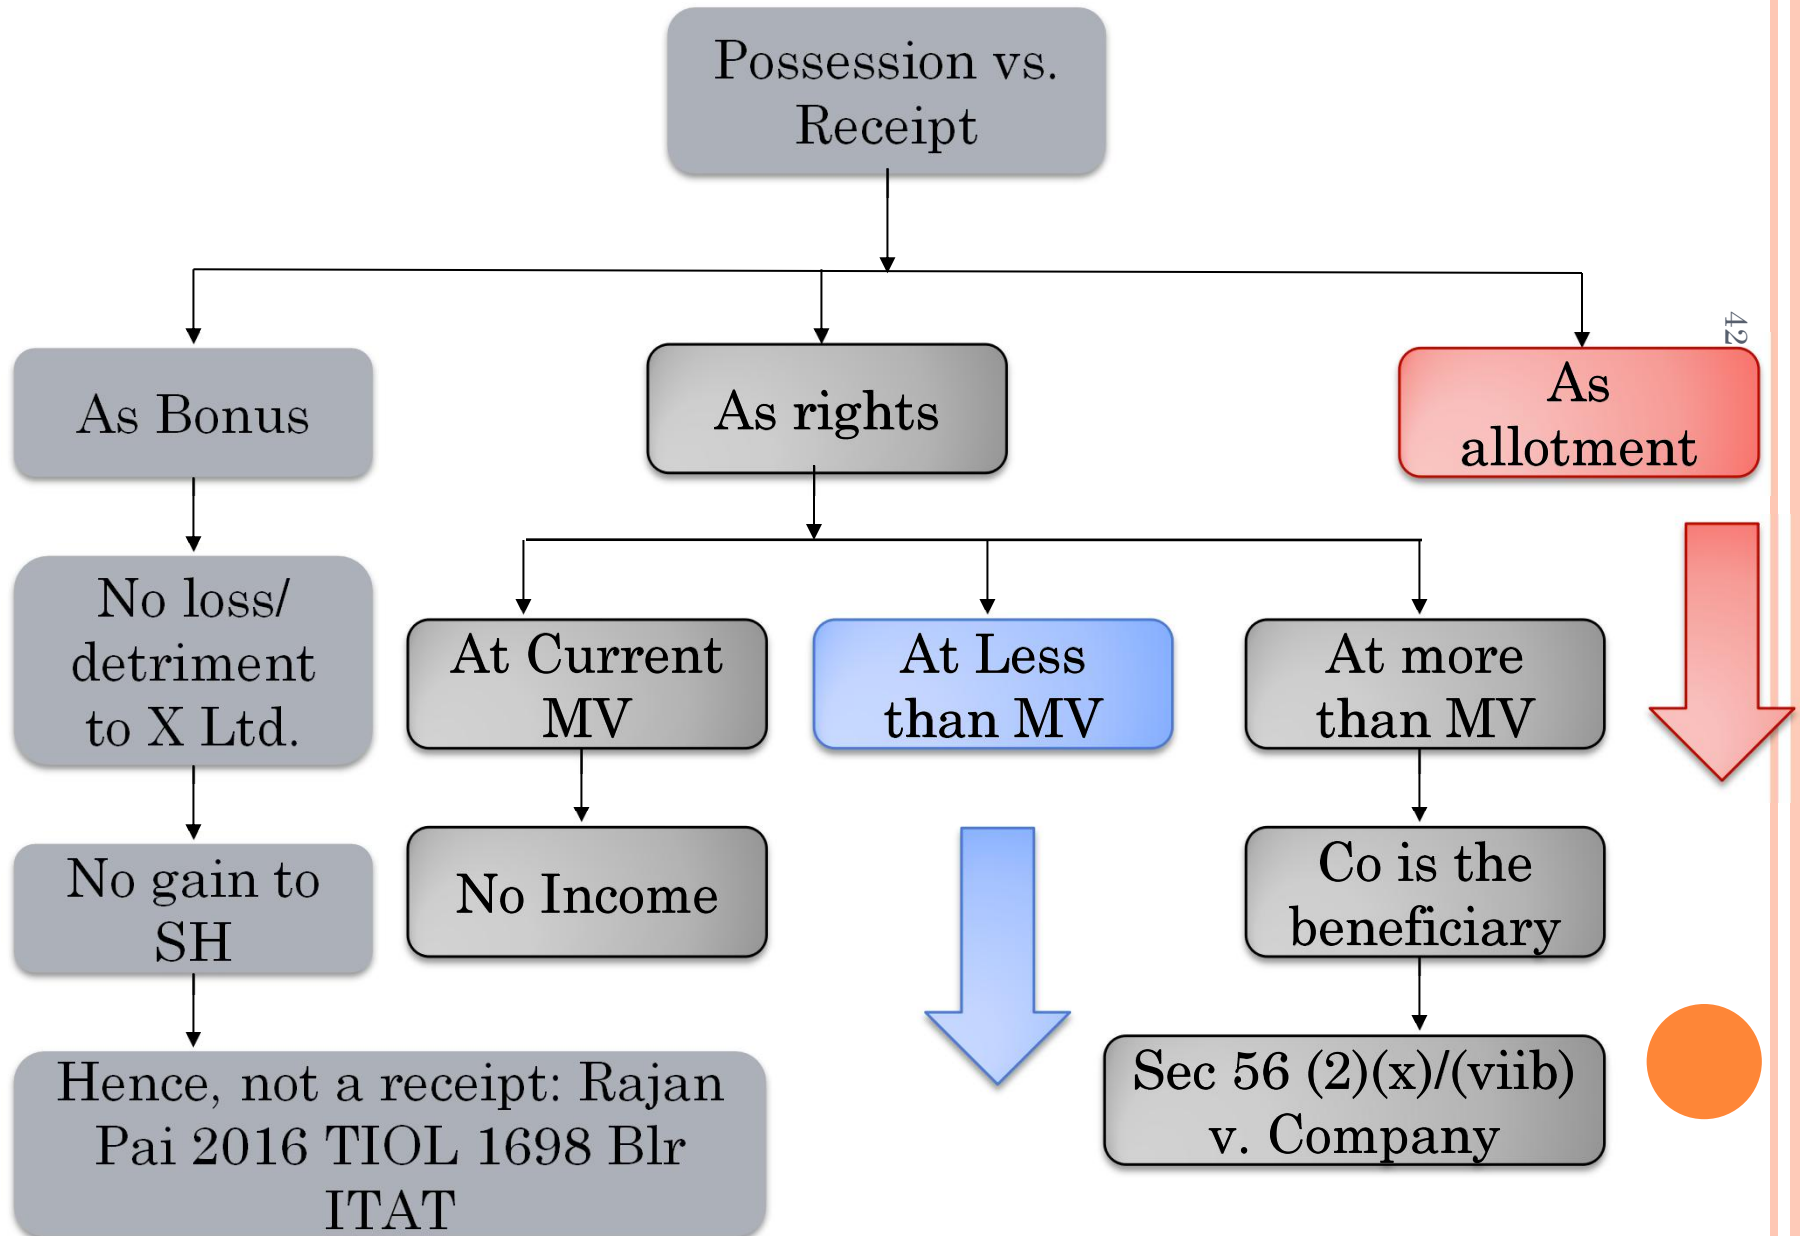 Possession vs.
Receipt
42
As Bonus
As rights
As
allotment
No loss/
detriment
to X Ltd.
At Current
MV
At Less
than MV
At more
than MV
No gain to
SH
No Income
Co is the
beneficiary
Hence, not a receipt: Rajan
Pai 2016 TIOL 1698 Blr
ITAT
Sec 56 (2)(x)/(viib)
v. Company